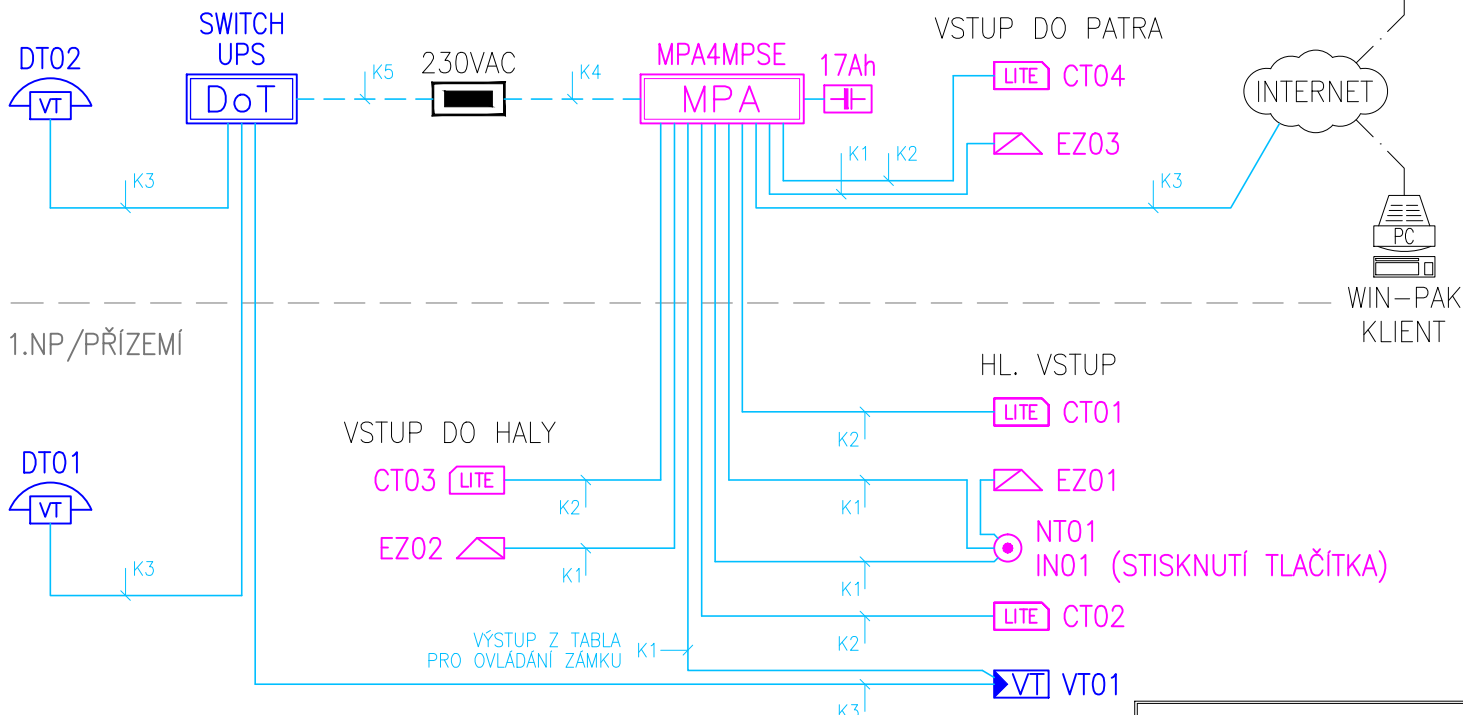 VSTUP DO PATRA
SWITCH
UPS
DT02
VT
DoT
K5
230VAC
K4
MPA4MPSE
MPA
17Ah
LITE CT04
EZ03
INTERNET
K1
K2
K3
K3
PC
WIN-PAK
KLIENT
1.NP/PŘÍZEMÍ
HL. VSTUP
LITE CT01
K2
VSTUP DO HALY
CT03 LITE
K2
EZ01
K1
DT01
VT
EZ02
K1
NT01
IN01 (STISKNUTÍ TLAČÍTKA)
K1
K3
LITE CT02
K2
VÝSTUP Z TABLA
PRO OVLÁDÁNÍ ZÁMKU
K1
VT VT01
K3